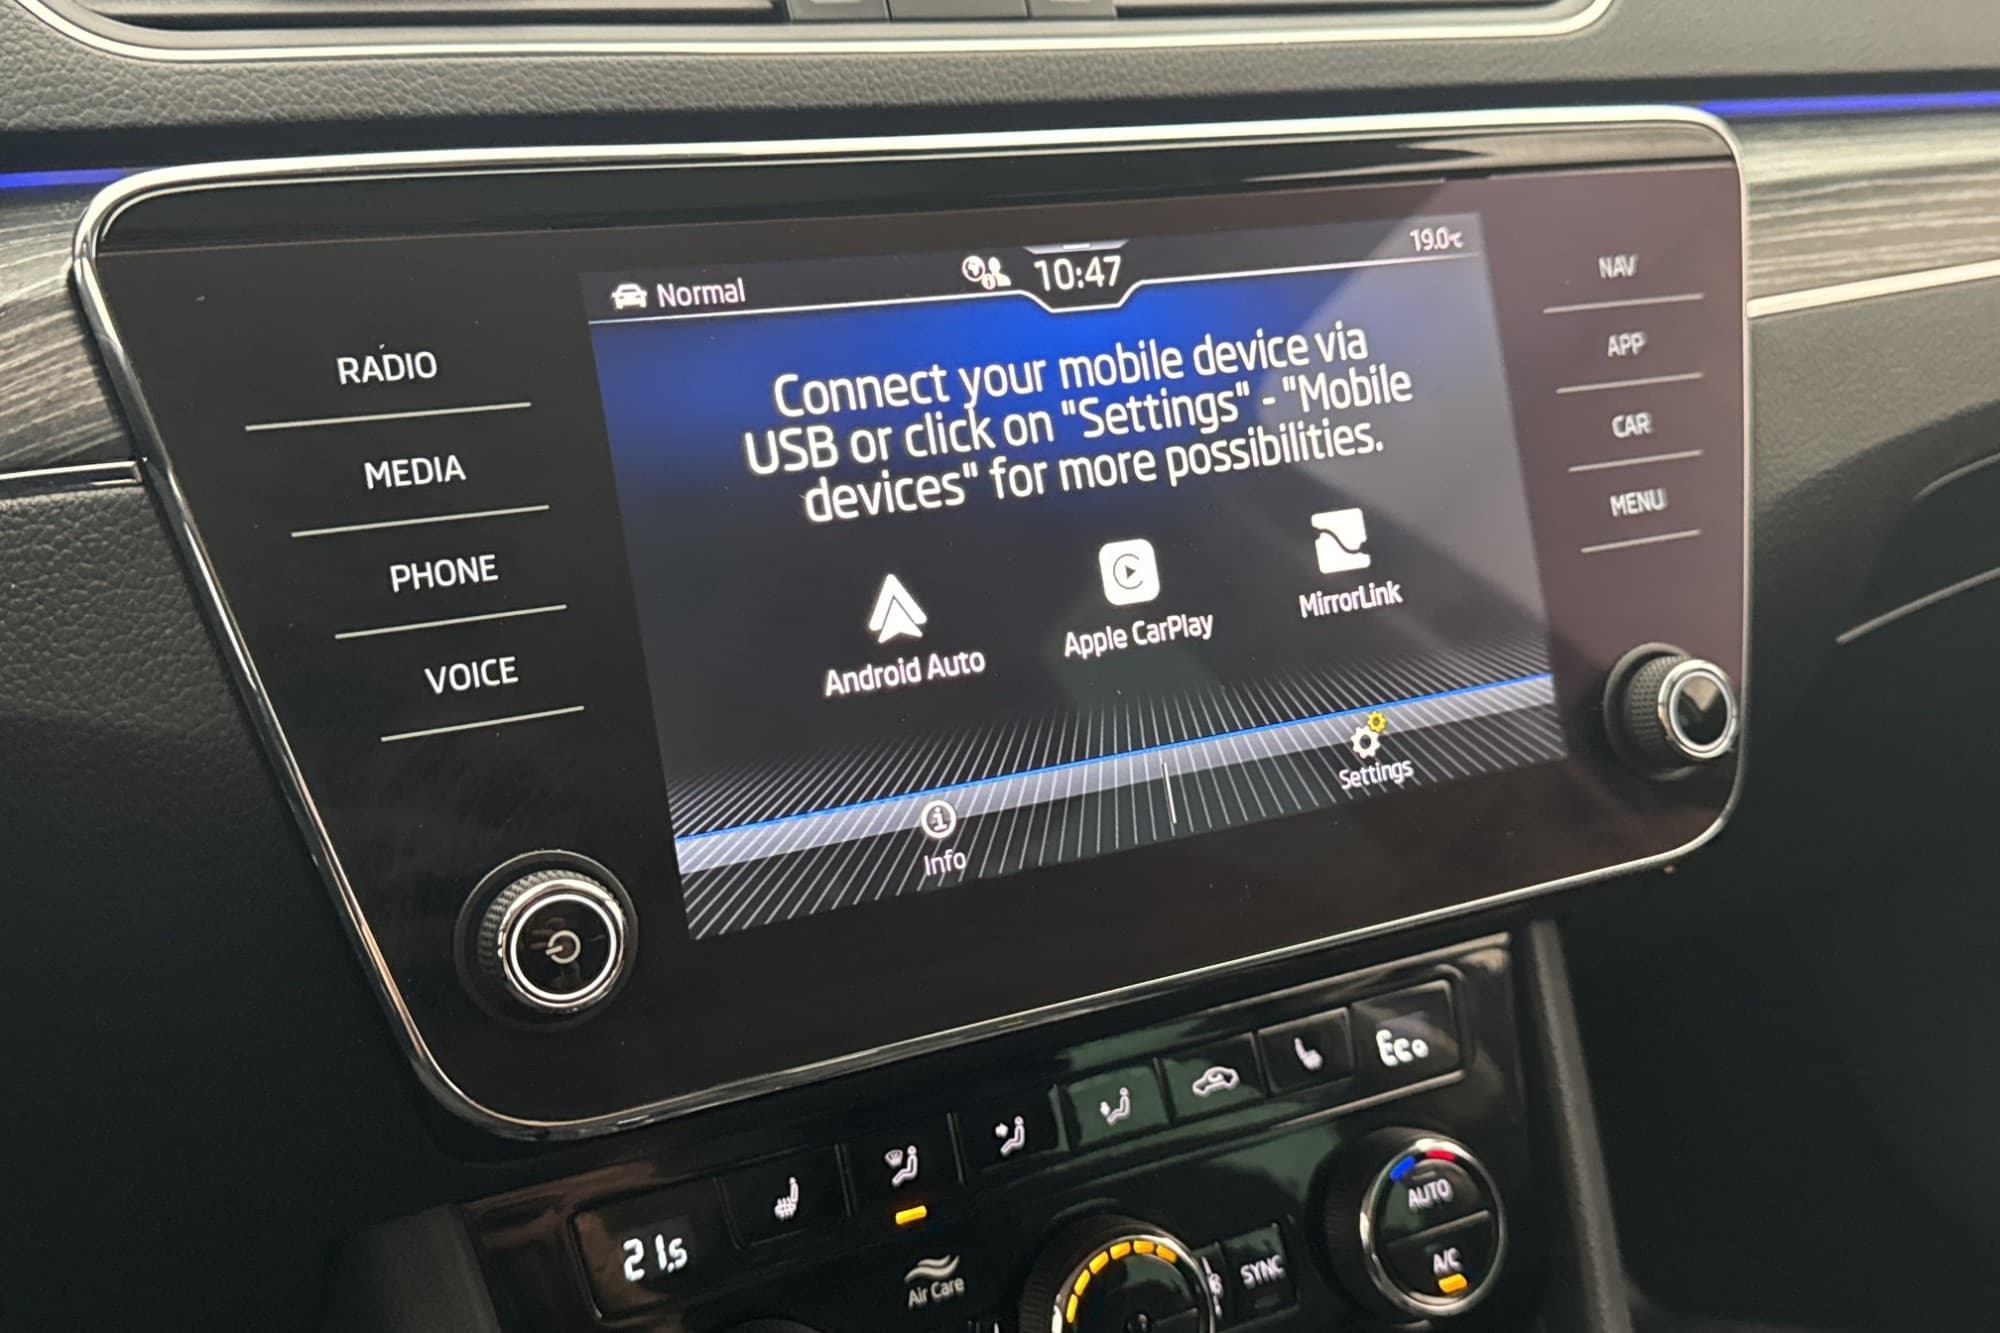 Normal
10:47
19.0°C
RADIO
MEDIA
PHONE
VOICE
Connect your mobile device via
USB or click on "Settings" - "Mobile
devices" for more possibilities.
Android Auto
Apple CarPlay
MirrorLink
Info
Settings
NAV
APP
CAR
MENU
21.5
Eco
Air Care
SYNC
AUTO
A/C